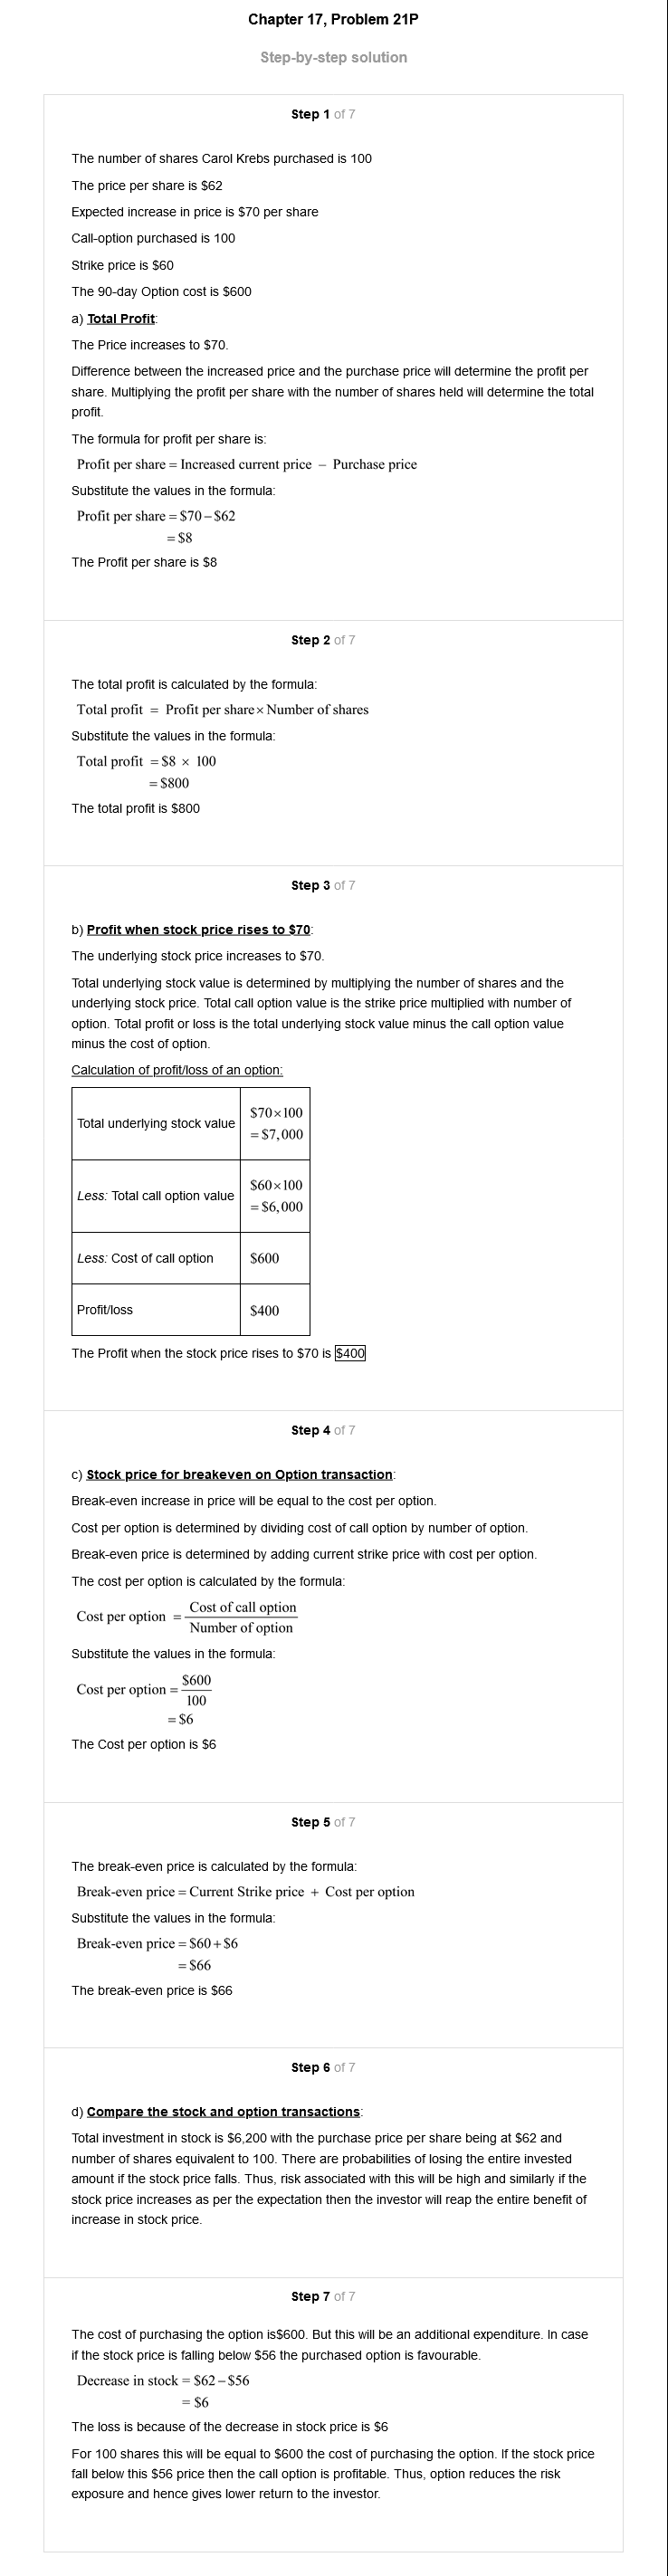 Chapter 17, Problem 21P
Step-by-step solution
Step 1 of 7
The number of shares Carol Krebs purchased is 100
The price per share is $62
Expected increase in price is $70 per share
Call-option purchased is 100
Strike price is $60
The 90-day Option cost is $600
a) Total Profit:
The Price increases to $70.
Difference between the increased price and the purchase price will determine the profit per
share. Multiplying the profit per share with the number of shares held will determine the total
profit.
The formula for profit per share is:
Profit per share = Increased current price − Purchase price
Substitute the values in the formula:
Profit per share = $70 − $62
= $8
The Profit per share is $8
Step 2 of 7
The total profit is calculated by the formula:
Total profit = Profit per share × Number of shares
Substitute the values in the formula:
Total profit = $8 × 100
= $800
The total profit is $800
Step 3 of 7
b) Profit when stock price rises to $70:
The underlying stock price increases to $70.
Total underlying stock value is determined by multiplying the number of shares and the
underlying stock price. Total call option value is the strike price multiplied with number of
option. Total profit or loss is the total underlying stock value minus the call option value
minus the cost of option.
Calculation of profit/loss of an option:
Total underlying stock value $70×100
= $7,000
Less: Total call option value $60×100
= $6,000
Less: Cost of call option $600
Profit/loss $400
The Profit when the stock price rises to $70 is $400
Step 4 of 7
c) Stock price for breakeven on Option transaction:
Break-even increase in price will be equal to the cost per option.
Cost per option is determined by dividing cost of call option by number of option.
Break-even price is determined by adding current strike price with cost per option.
The cost per option is calculated by the formula:
Cost per option = Cost of call option
Number of option
Substitute the values in the formula:
Cost per option = $600
100
= $6
The Cost per option is $6
Step 5 of 7
The break-even price is calculated by the formula:
Break-even price = Current Strike price + Cost per option
Substitute the values in the formula:
Break-even price = $60 + $6
= $66
The break-even price is $66
Step 6 of 7
d) Compare the stock and option transactions:
Total investment in stock is $6,200 with the purchase price per share being at $62 and
number of shares equivalent to 100. There are probabilities of losing the entire invested
amount if the stock price falls. Thus, risk associated with this will be high and similarly if the
stock price increases as per the expectation then the investor will reap the entire benefit of
increase in stock price.
Step 7 of 7
The cost of purchasing the option is$600. But this will be an additional expenditure. In case
if the stock price is falling below $56 the purchased option is favourable.
Decrease in stock = $62 − $56
= $6
The loss is because of the decrease in stock price is $6
For 100 shares this will be equal to $600 the cost of purchasing the option. If the stock price
fall below this $56 price then the call option is profitable. Thus, option reduces the risk
exposure and hence gives lower return to the investor.